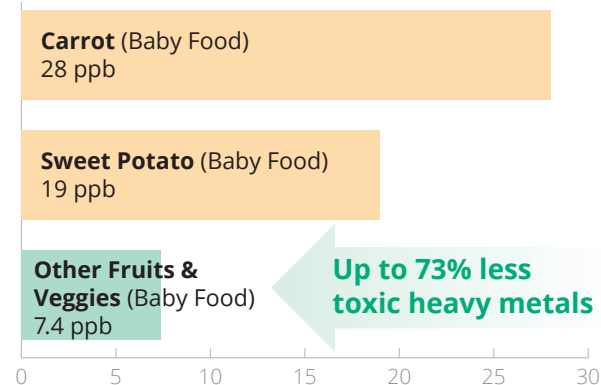 Carrot (Baby Food)
28 ppb
Sweet Potato (Baby Food)
19 ppb
Other Fruits &
Veggies (Baby Food)
7.4 ppb
Up to 73% less
toxic heavy metals
0 5 10 15 20 25 30